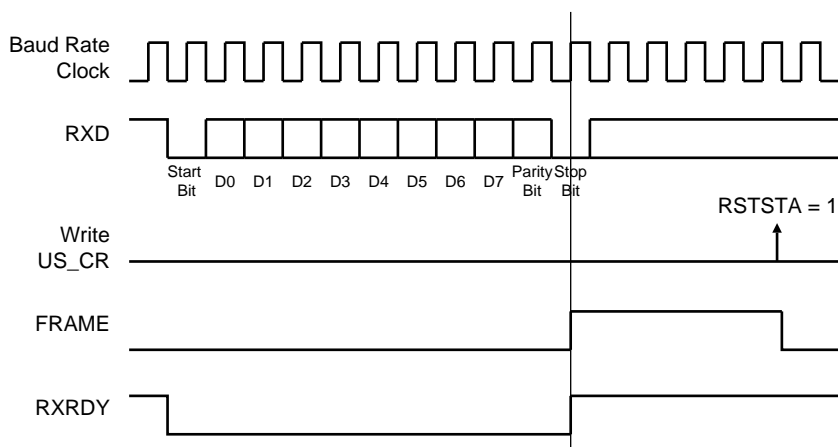 Baud Rate
Clock
RXD
Start
Bit
D0 D1 D2 D3 D4 D5 D6 D7
Parity
Bit
Stop
Bit
RSTSTA = 1
Write
US_CR
FRAME
RXRDY